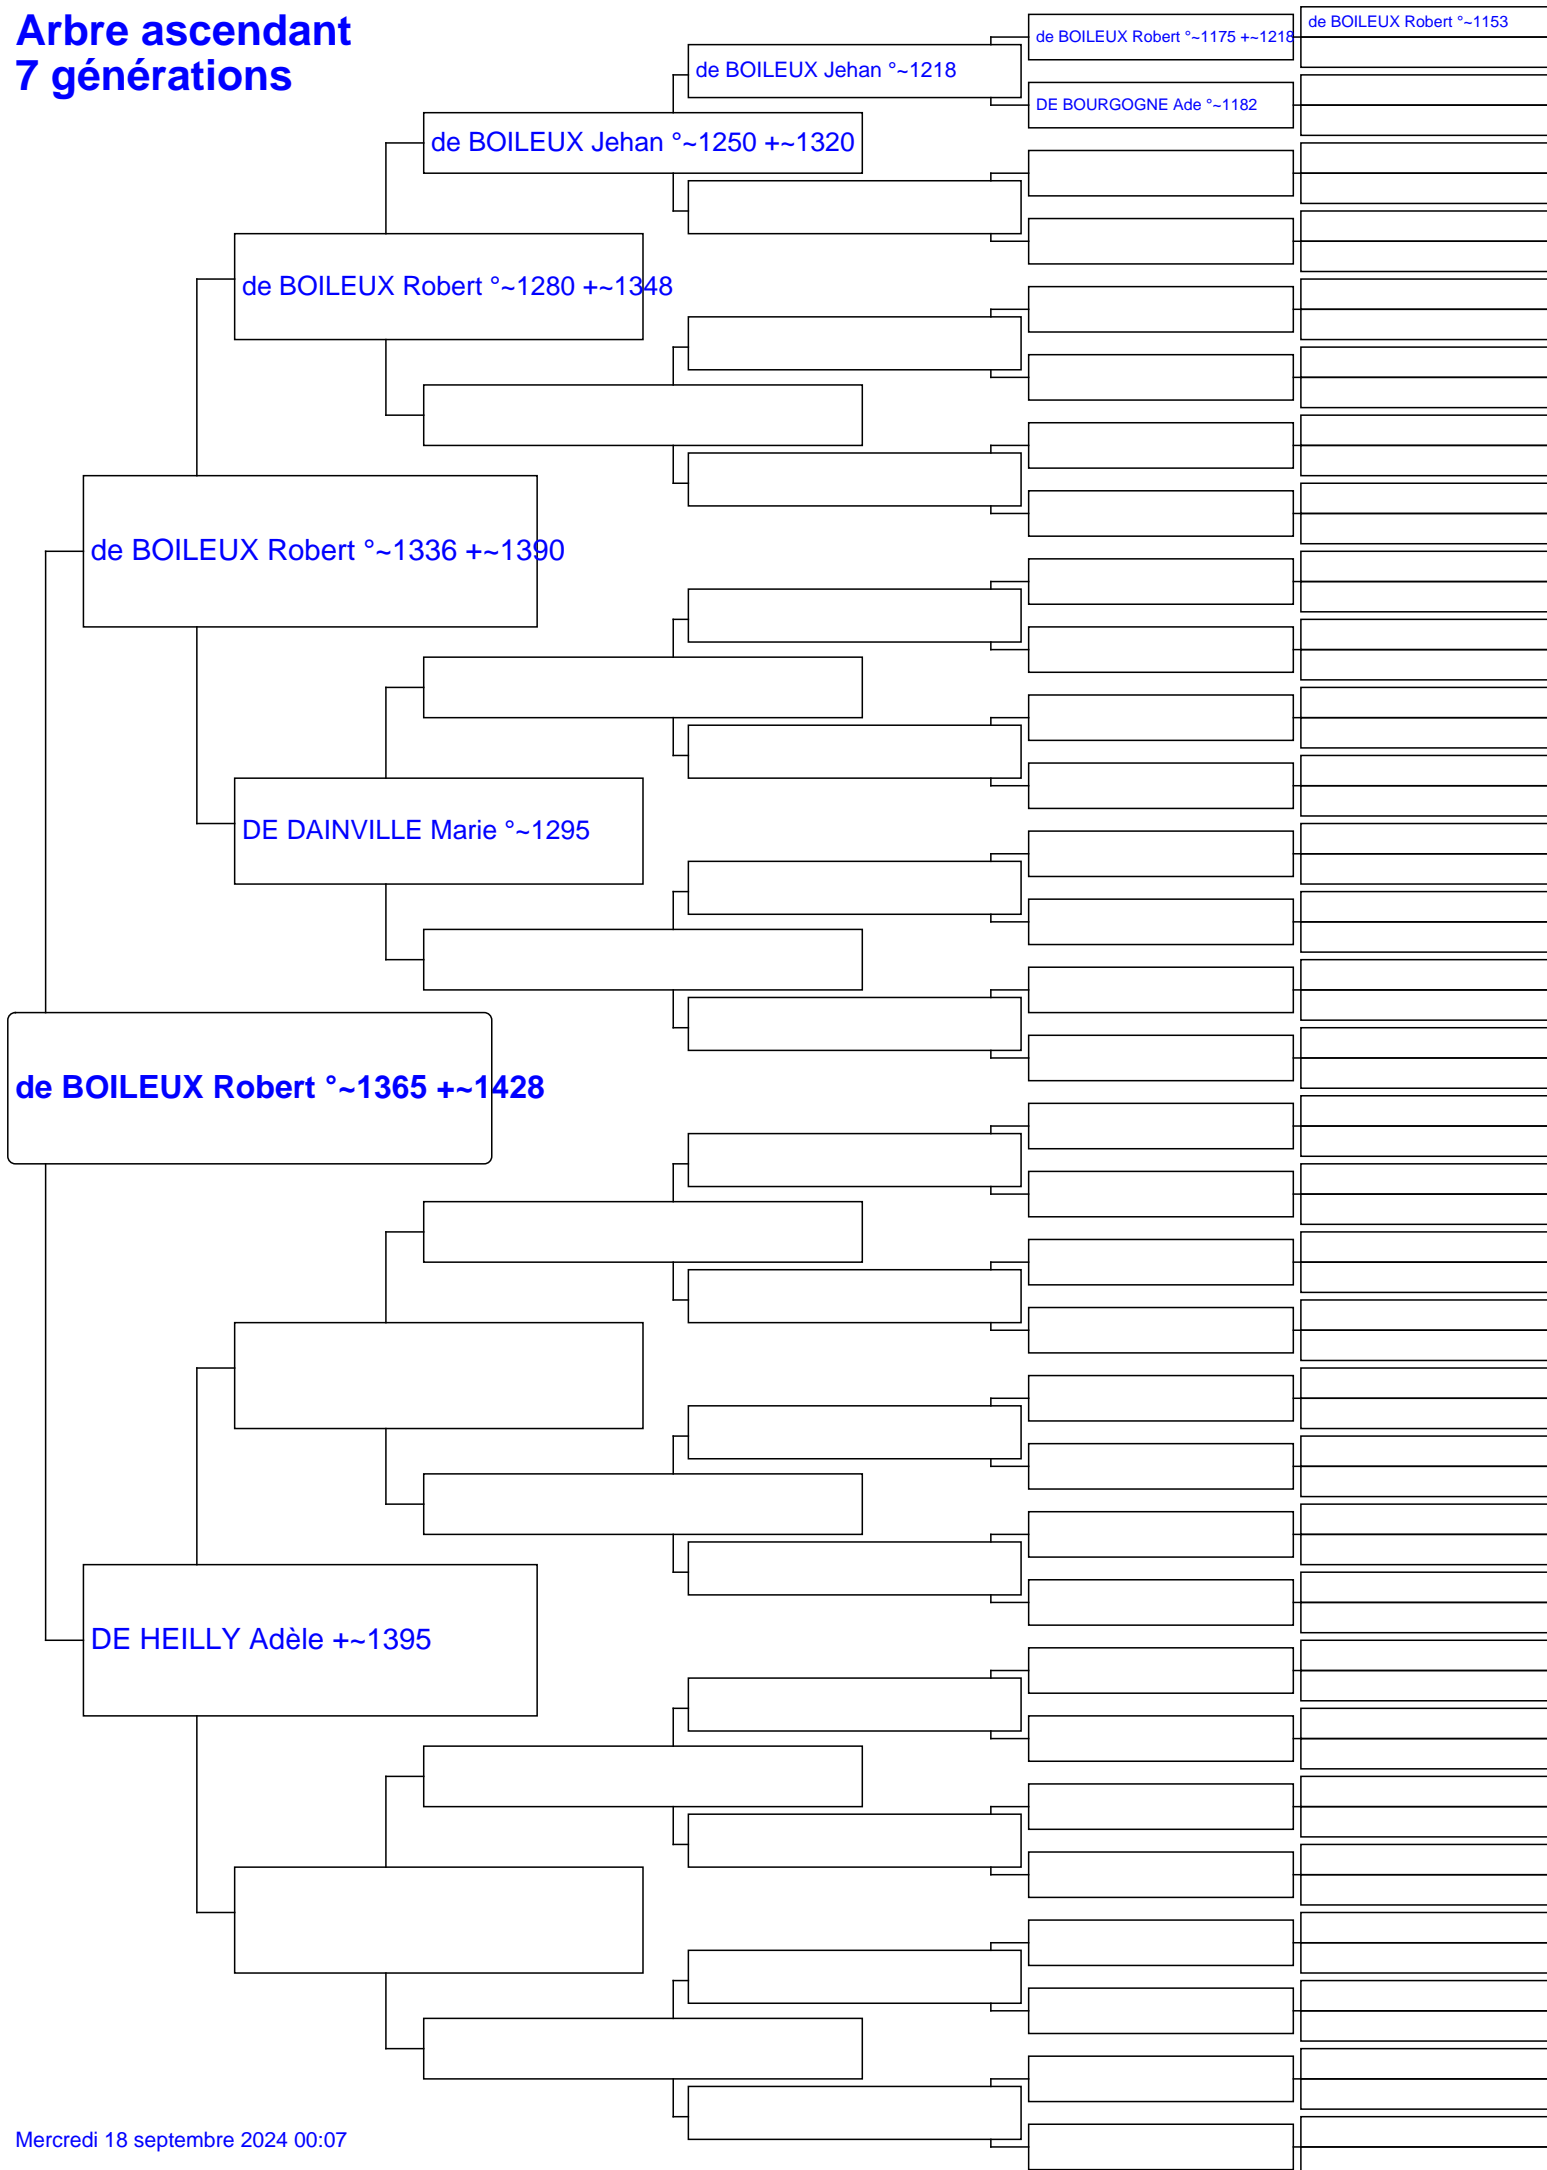 Arbre ascendant
7 générations
de BOILEUX Robert °~1153
de BOILEUX Robert °~1175 +~1218
de BOILEUX Jehan °~1218
DE BOURGOGNE Ade °~1182
de BOILEUX Jehan °~1250 +~1320
de BOILEUX Robert °~1280 +~1348
de BOILEUX Robert °~1336 +~1390
DE DAINVILLE Marie °~1295
de BOILEUX Robert °~1365 +~1428
DE HEILLY Adèle +~1395
Mercredi 18 septembre 2024 00:07